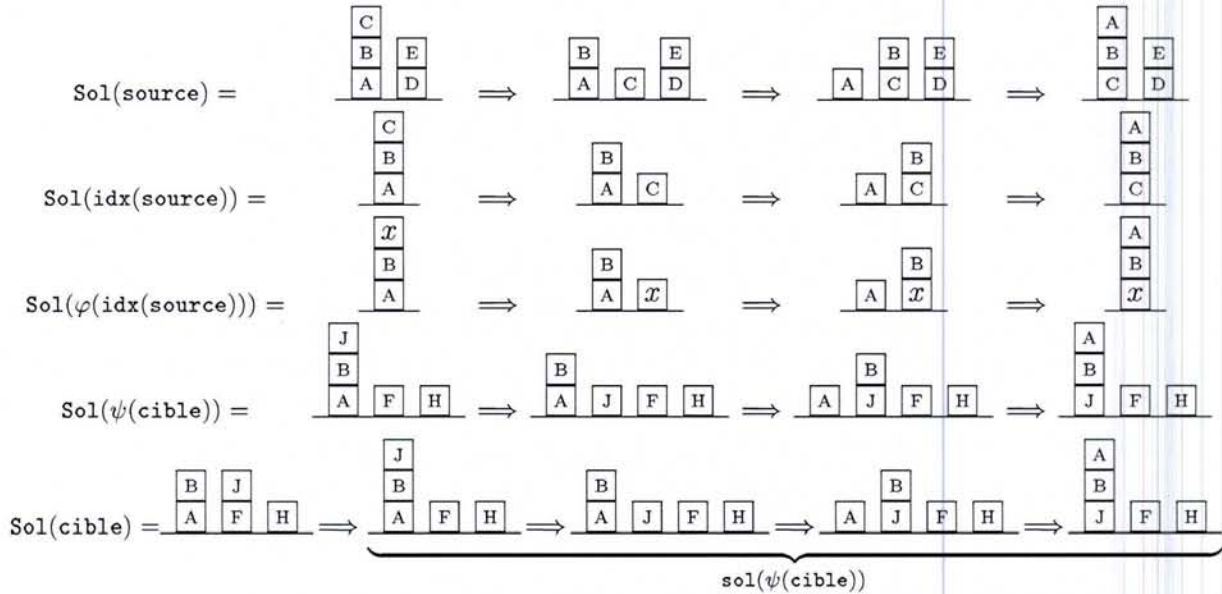 C
B E B E A
B E
A D A C D A C D C D
Sol(source) = ⟹ ⟹ ⟹
C A
B B B B
A A C A C C
Sol(idx(source)) = ⟹ ⟹ ⟹
x A
B B B B
A A x A x x
Sol(φ(idx(source))) = ⟹ ⟹ ⟹
J A
B B B B
A F H A J F H A J F H J F H
Sol(ψ(cible)) = ⟹ ⟹ ⟹
J A
B J B B B B
A F H A F H A J F H A J F H J F H
Sol(cible) = ⟹ ⟹ ⟹ ⟹
sol(ψ(cible))